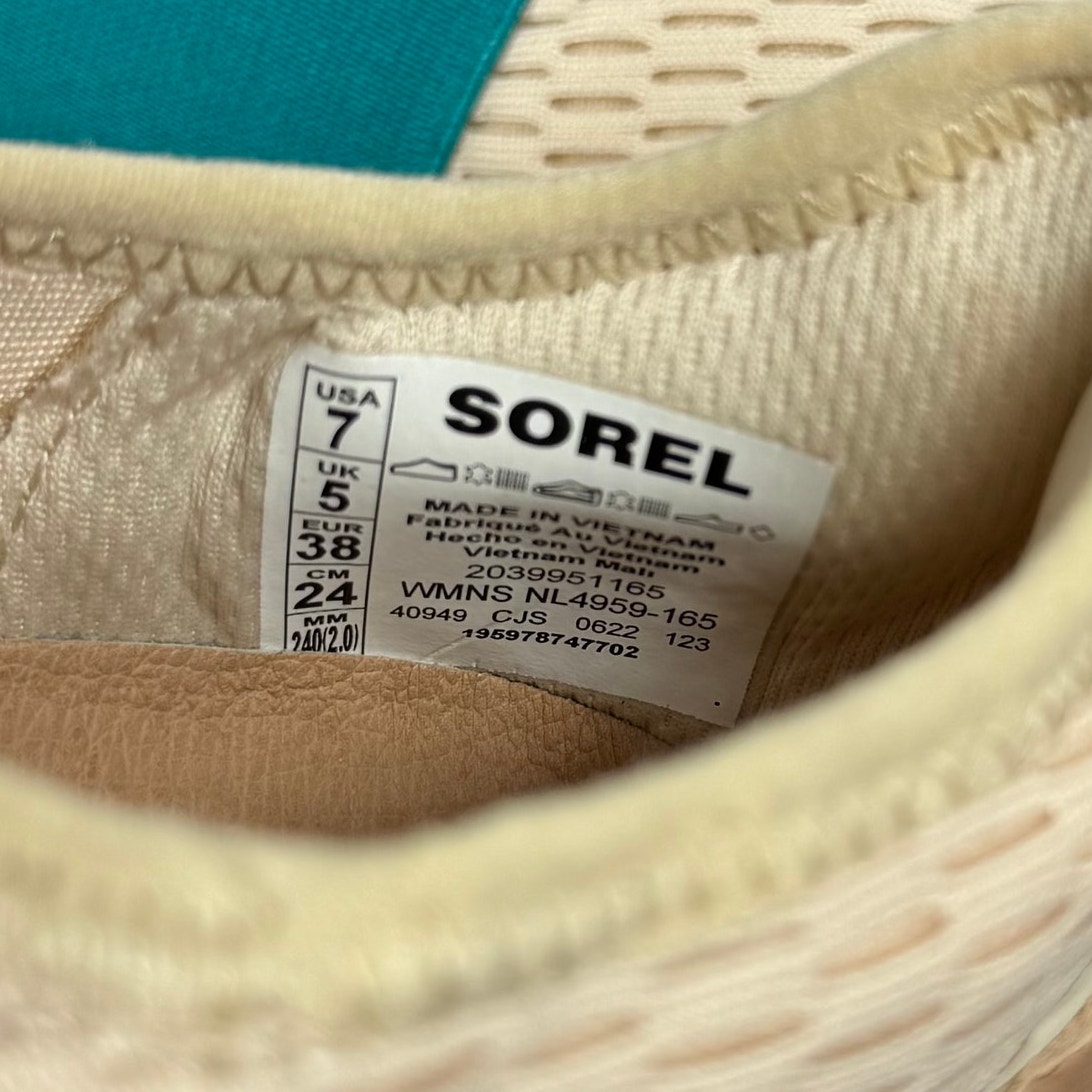 USA
7
UK
5
EUR
38
CM
24
MM
240(2.0)
SOREL
MADE IN VIETNAM
Fabriqué Au Vietnam
Hecho en Vietnam
Vietnam Malı
2039951165
WMNS NL4959-165
40949 CJS 0622 123
195978747702